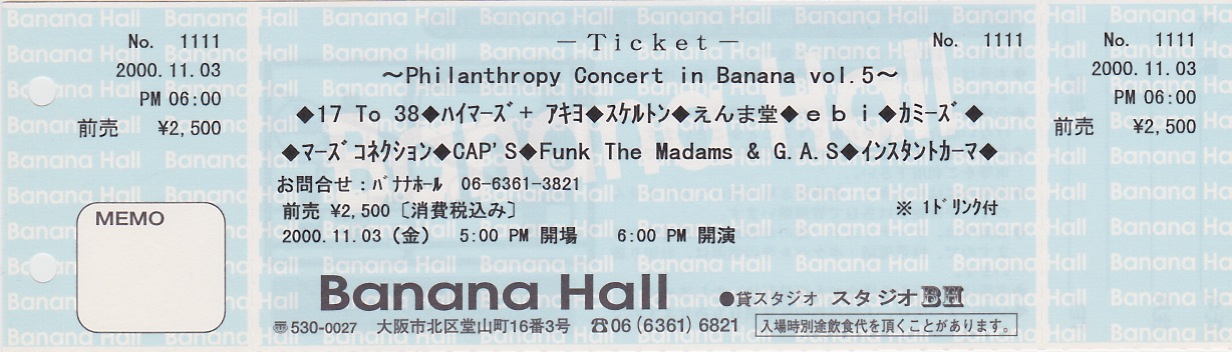 No. 1111
2000.11.03
PM 06:00
前売 ¥2,500
MEMO
－Ticket－
No. 1111
～Philanthropy Concert in Banana vol.5～
◆17 To 38◆ﾊｲﾏｰｽﾞ+ ｱｷﾖ◆ｽｹﾙﾄﾝ◆えんま堂◆ｅｂｉ◆ｶﾐｰｽﾞ◆
◆ﾏｰｽﾞｺﾈｸｼｮﾝ◆CAP'S◆Funk The Madams & G.A.S◆ｲﾝｽﾀﾝﾄｶｰﾏ◆
お問合せ：ﾊﾞﾅﾅﾎｰﾙ 06-6361-3821
前売 ¥2,500〔消費税込み〕
※ 1ﾄﾞﾘﾝｸ付
2000.11.03（金） 5:00 PM 開場 6:00 PM 開演
Banana Hall
●貸スタジオ スタジオBH
〠530-0027 大阪市北区堂山町16番3号 ☎06(6361)6821
入場時別途飲食代を頂くことがあります。
No. 1111
2000.11.03
PM 06:00
前売 ¥2,500